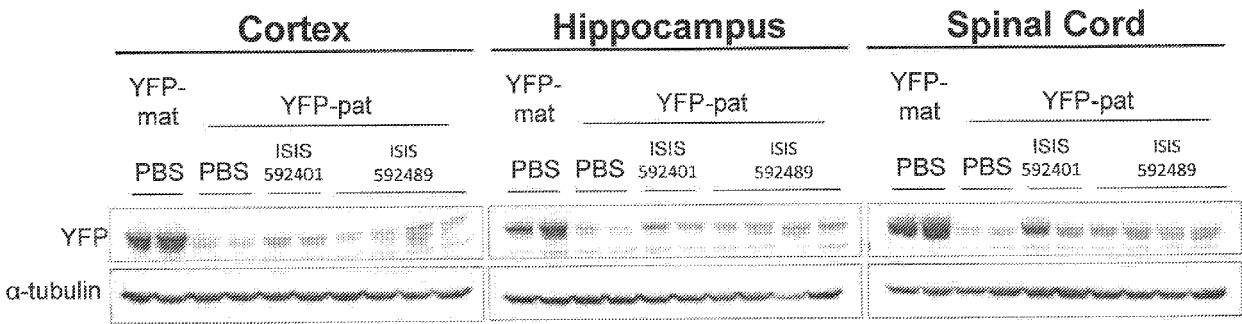 Cortex Hippocampus Spinal Cord
YFP- YFP- YFP-
mat YFP-pat mat YFP-pat mat YFP-pat
ISIS ISIS ISIS ISIS ISIS ISIS
PBS PBS 592401 592489 PBS PBS 592401 592489 PBS PBS 592401 592489
YFP
α-tubulin